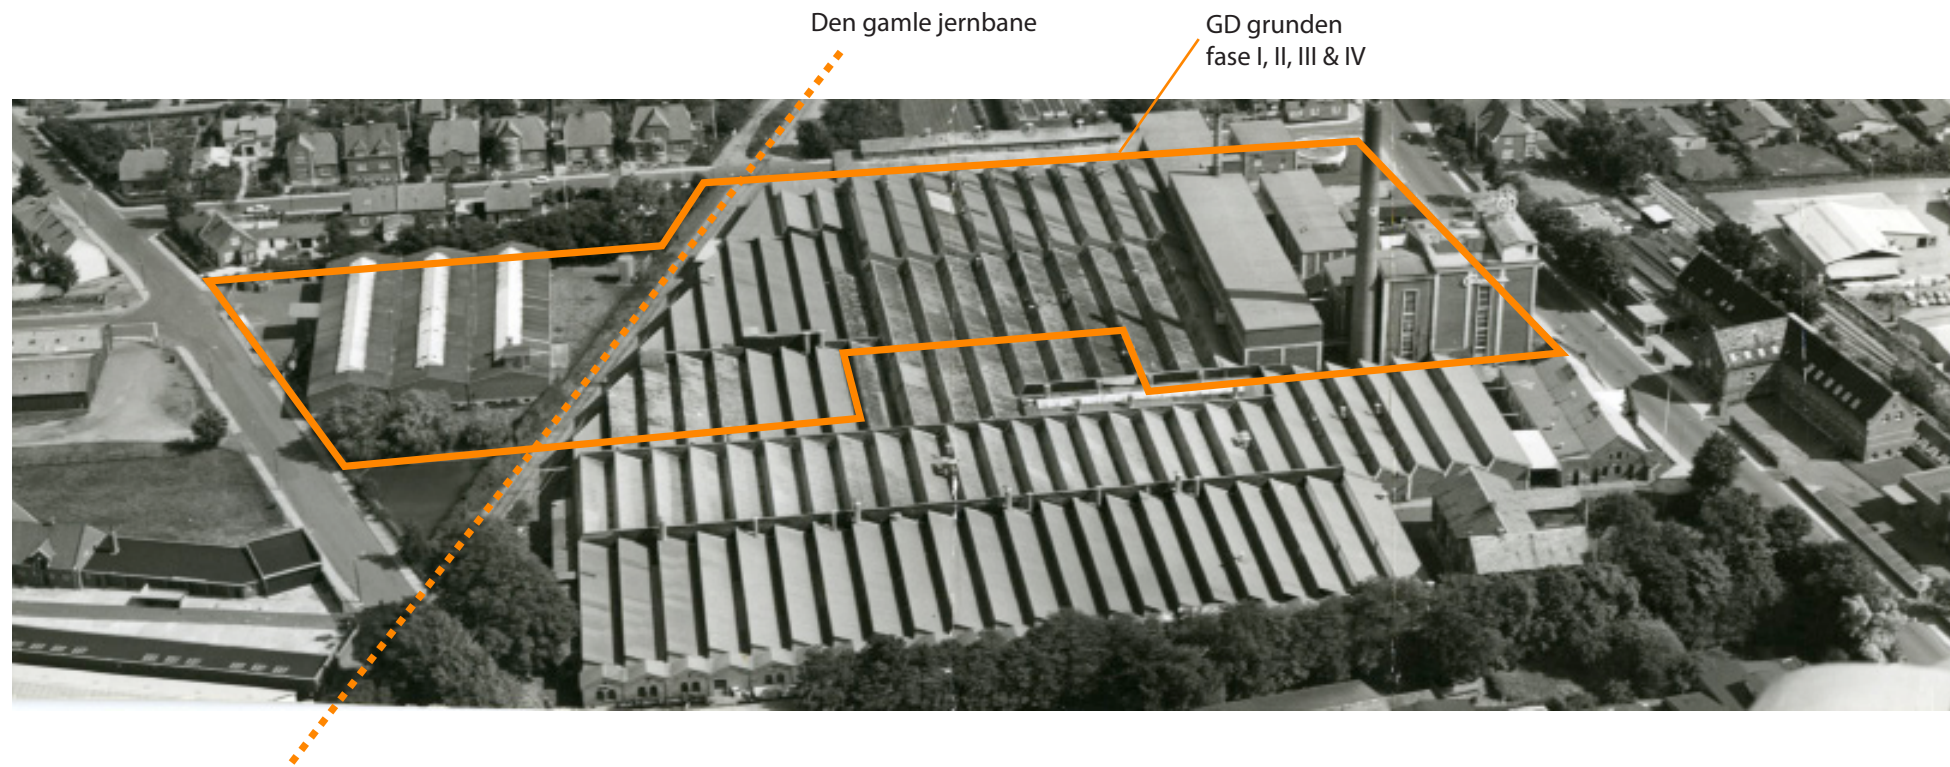 Den gamle jernbane
GD grunden
fase I, II, III & IV